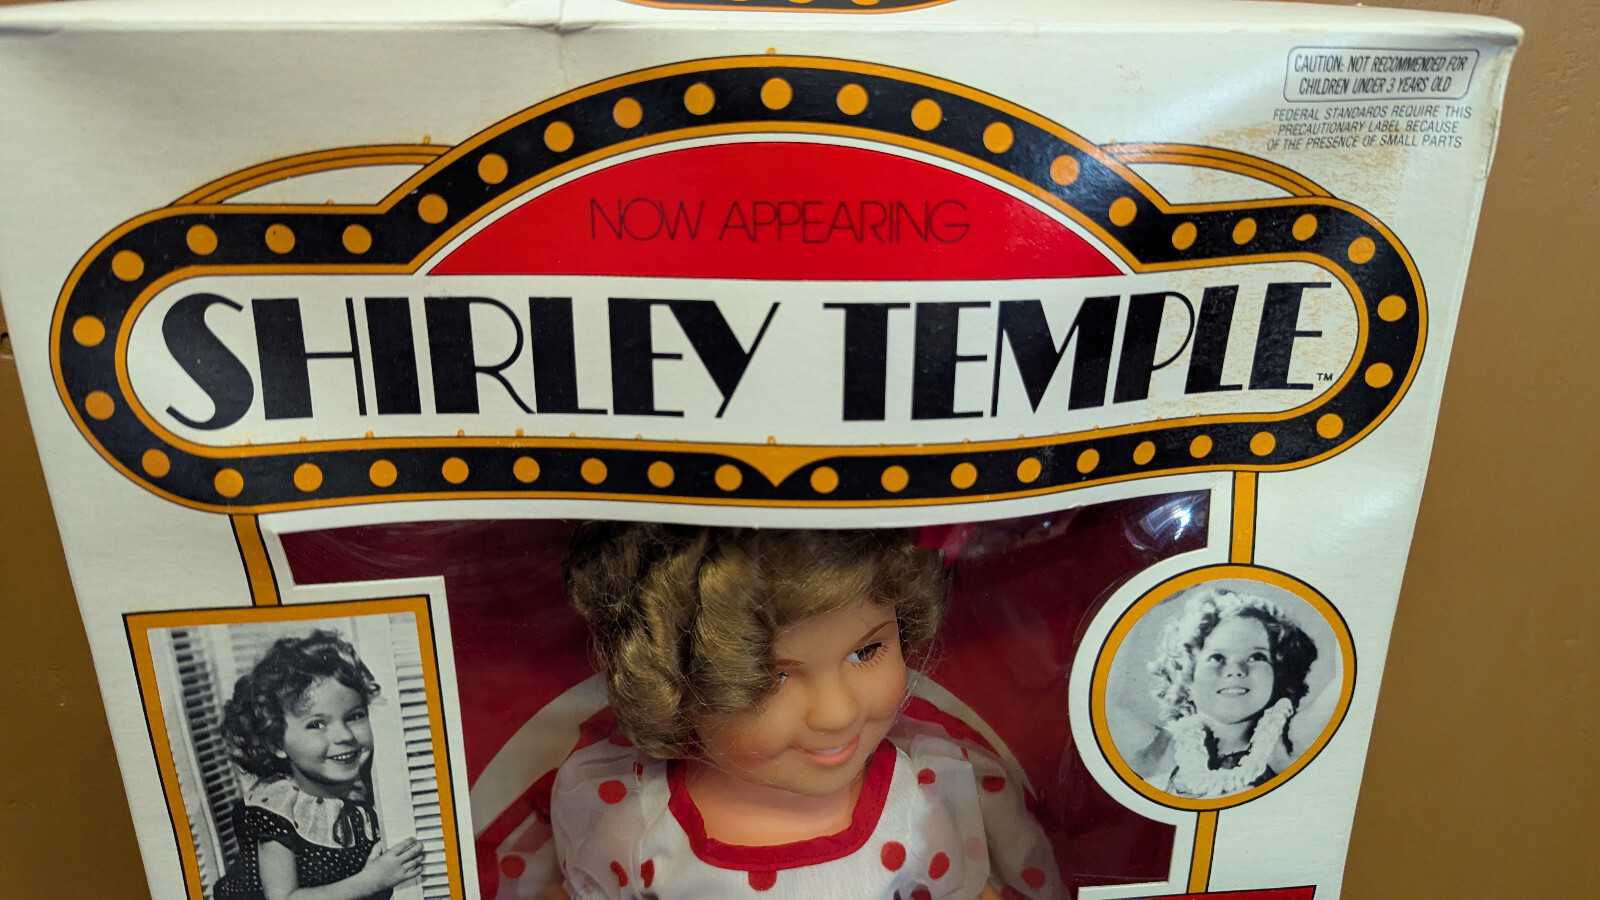 CAUTION: NOT RECOMMENDED FOR
CHILDREN UNDER 3 YEARS OLD
FEDERAL STANDARDS REQUIRE THIS
PRECAUTIONARY LABEL BECAUSE
OF THE PRESENCE OF SMALL PARTS
NOW APPEARING
SHIRLEY TEMPLE™